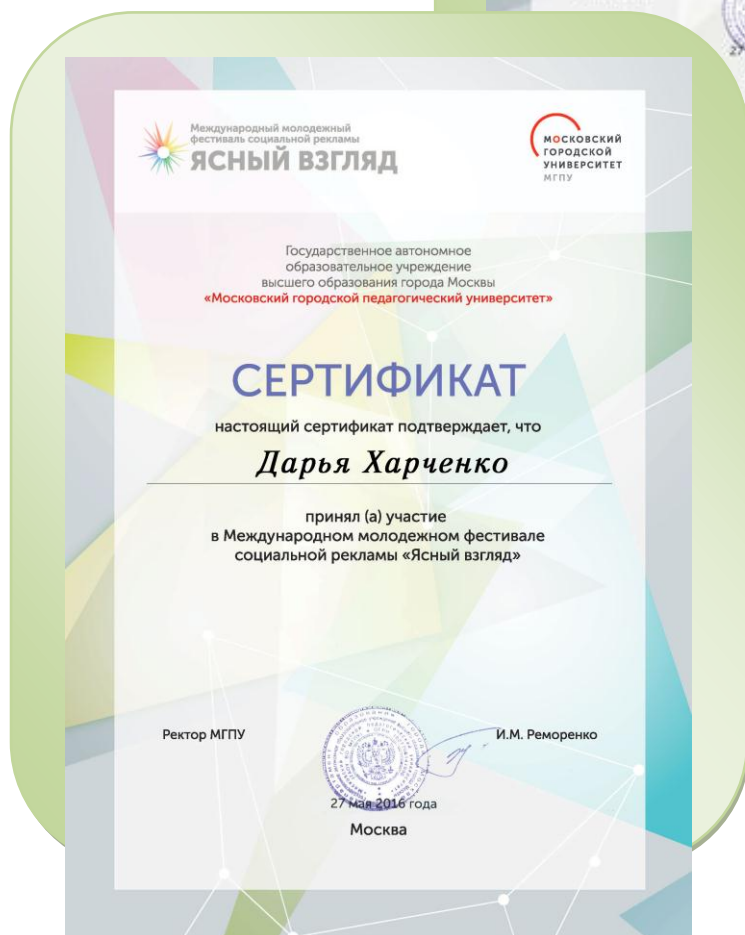 Международный молодежный
фестиваль социальной рекламы
ЯСНЫЙ ВЗГЛЯД
МОСКОВСКИЙ
ГОРОДСКОЙ
УНИВЕРСИТЕТ
МГПУ
Государственное автономное
образовательное учреждение
высшего образования города Москвы
«Московский городской педагогический университет»
СЕРТИФИКАТ
настоящий сертификат подтверждает, что
Дарья Харченко
принял (а) участие
в Международном молодежном фестивале
социальной рекламы «Ясный взгляд»
Ректор МГПУ
И.М. Реморенко
27 мая 2016 года
Москва
27